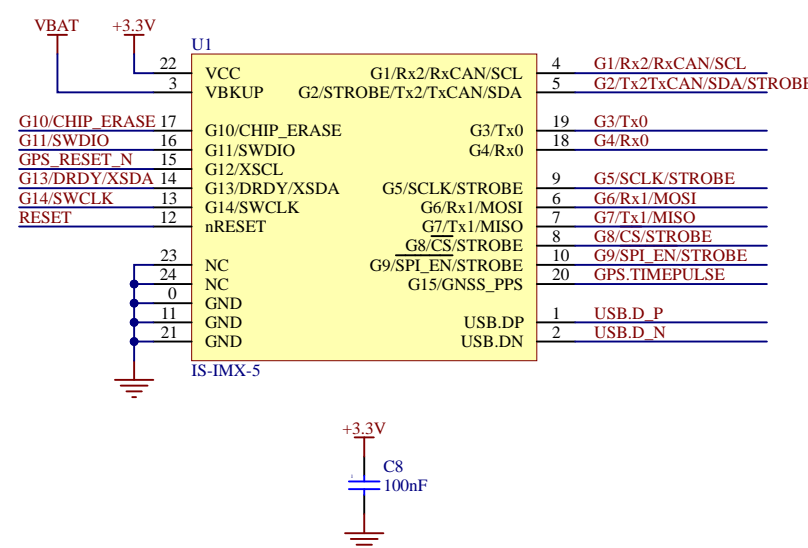 VBAT +3.3V
U1
22 VCC G1/Rx2/RxCAN/SCL 4 G1/Rx2/RxCAN/SCL
3 VBKUP G2/STROBE/Tx2/TxCAN/SDA 5 G2/Tx2TxCAN/SDA/STROBE
G10/CHIP_ERASE 17 G10/CHIP_ERASE G3/Tx0 19 G3/Tx0
G11/SWDIO 16 G11/SWDIO G4/Rx0 18 G4/Rx0
GPS_RESET_N 15 G12/XSCL
G13/DRDY/XSDA 14 G13/DRDY/XSDA G5/SCLK/STROBE 9 G5/SCLK/STROBE
G14/SWCLK 13 G14/SWCLK G6/Rx1/MOSI 6 G6/Rx1/MOSI
RESET 12 nRESET G7/Tx1/MISO 7 G7/Tx1/MISO
G8/CS/STROBE 8 G8/CS/STROBE
23 NC G9/SPI_EN/STROBE 10 G9/SPI_EN/STROBE
24 NC G15/GNSS_PPS 20 GPS.TIMEPULSE
0 GND
11 GND USB.DP 1 USB.D_P
21 GND USB.DN 2 USB.D_N
IS-IMX-5
+3.3V
C8
+
100nF